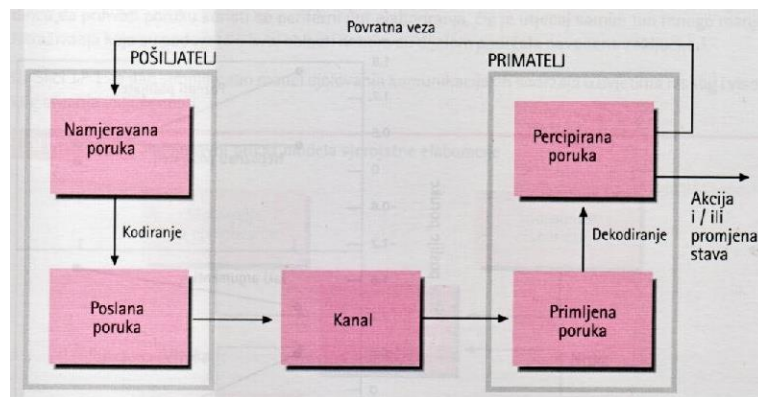 Povratna veza
POŠILJATELJ
PRIMATELJ
Namjeravana
poruka
Percipirana
poruka
Akcija
i / ili
promjena
stava
Kodiranje
Dekodiranje
Poslana
poruka
Kanal
Primljena
poruka